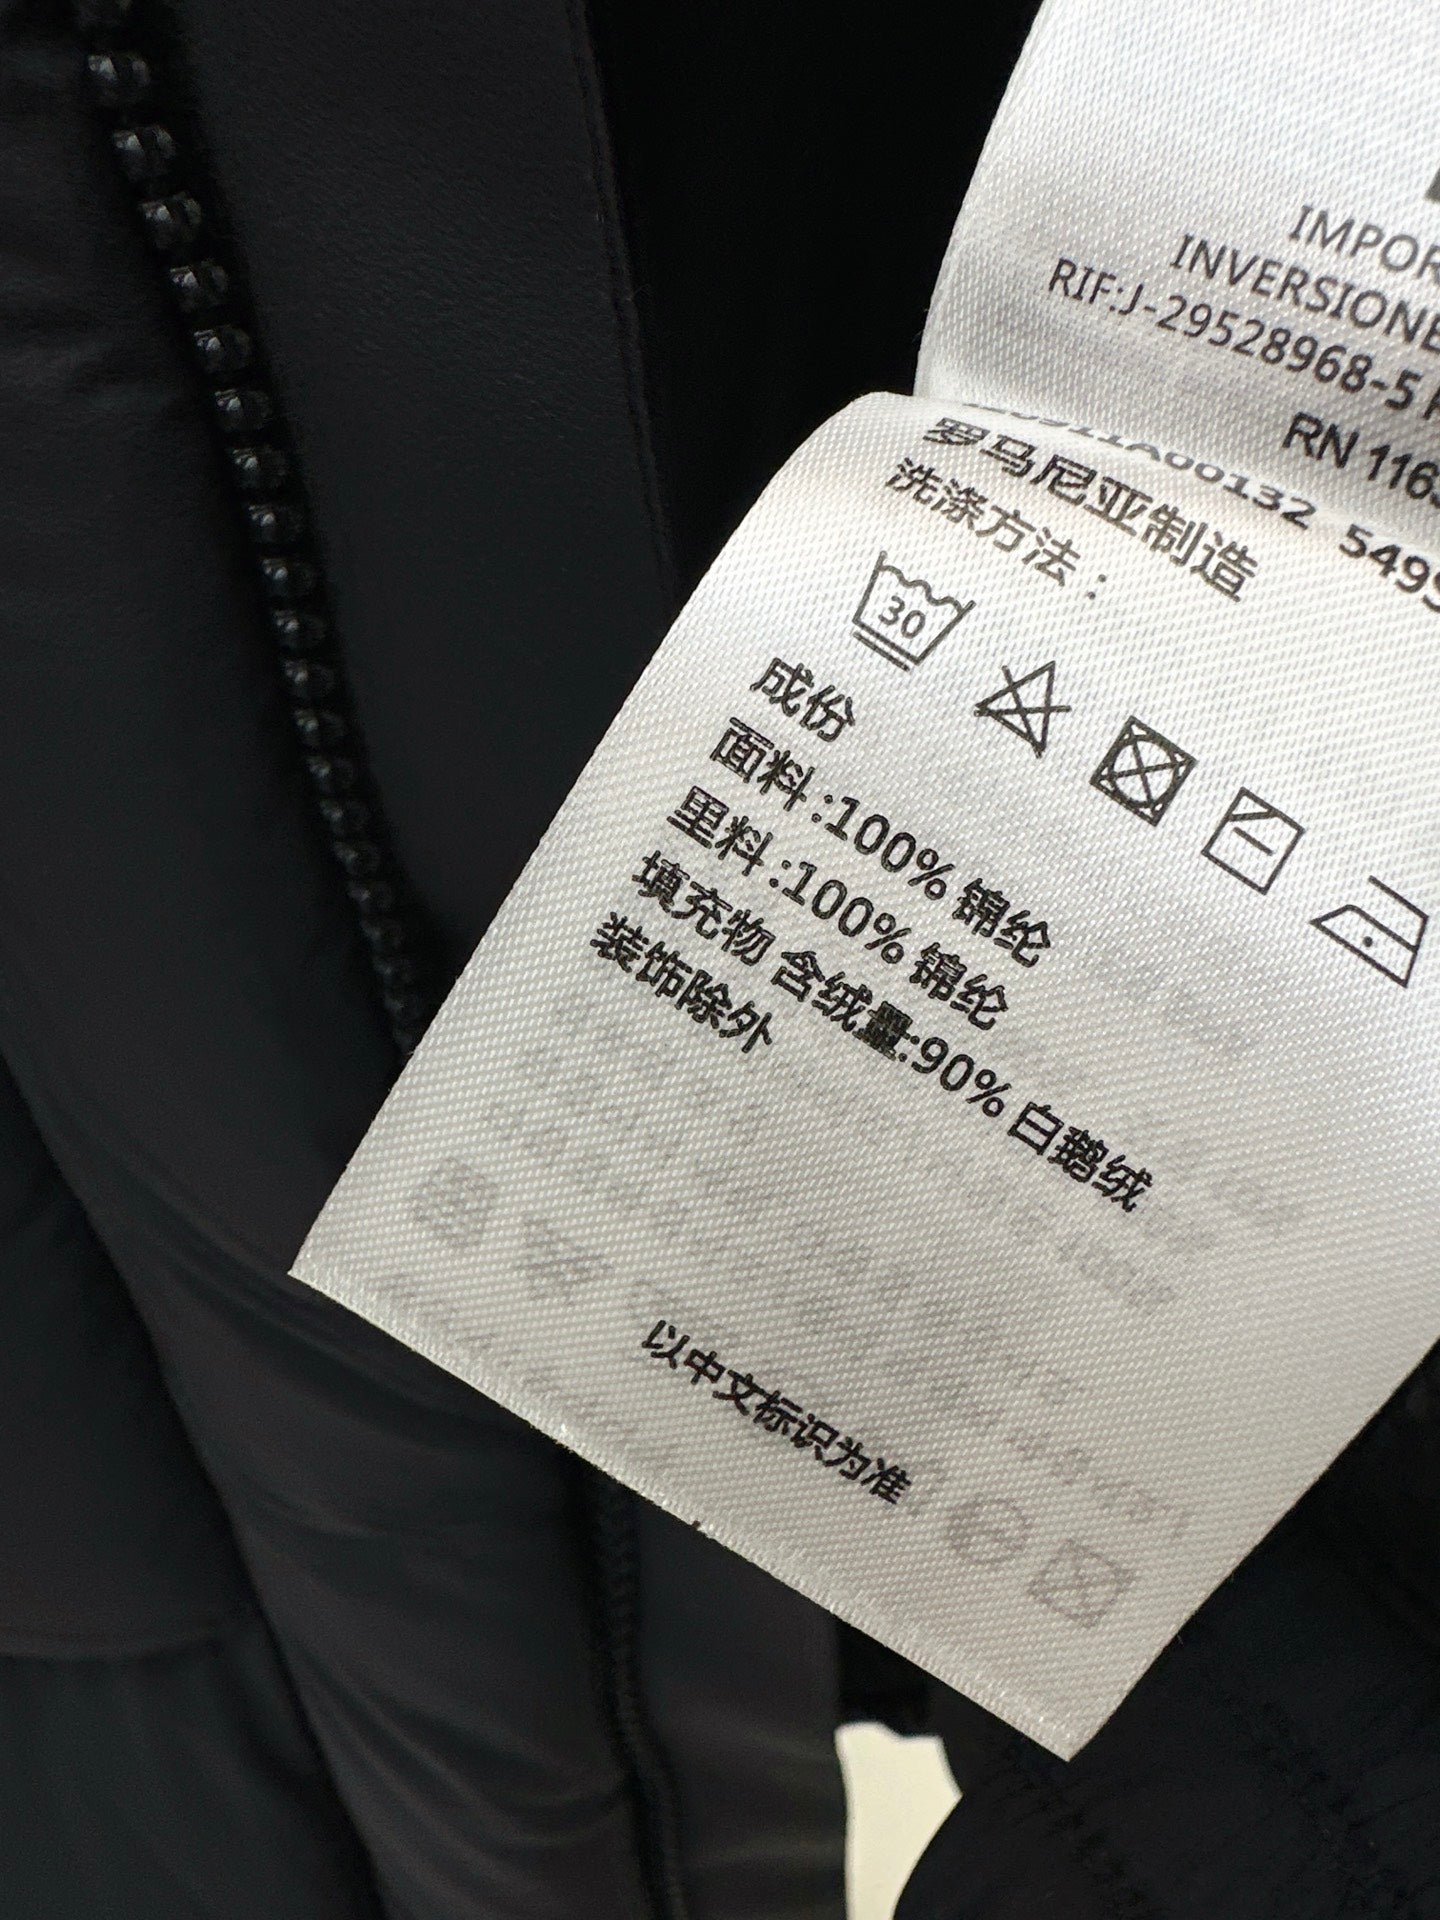 IMPOR
INVERSIONE
RIF:J-29528968-5
RN 1163
罗马尼亚制造
洗涤方法：
30
成份
面料:100% 锦纶
里料:100% 锦纶
填充物 含绒量:90% 白鹅绒
装饰除外
以中文标识为准